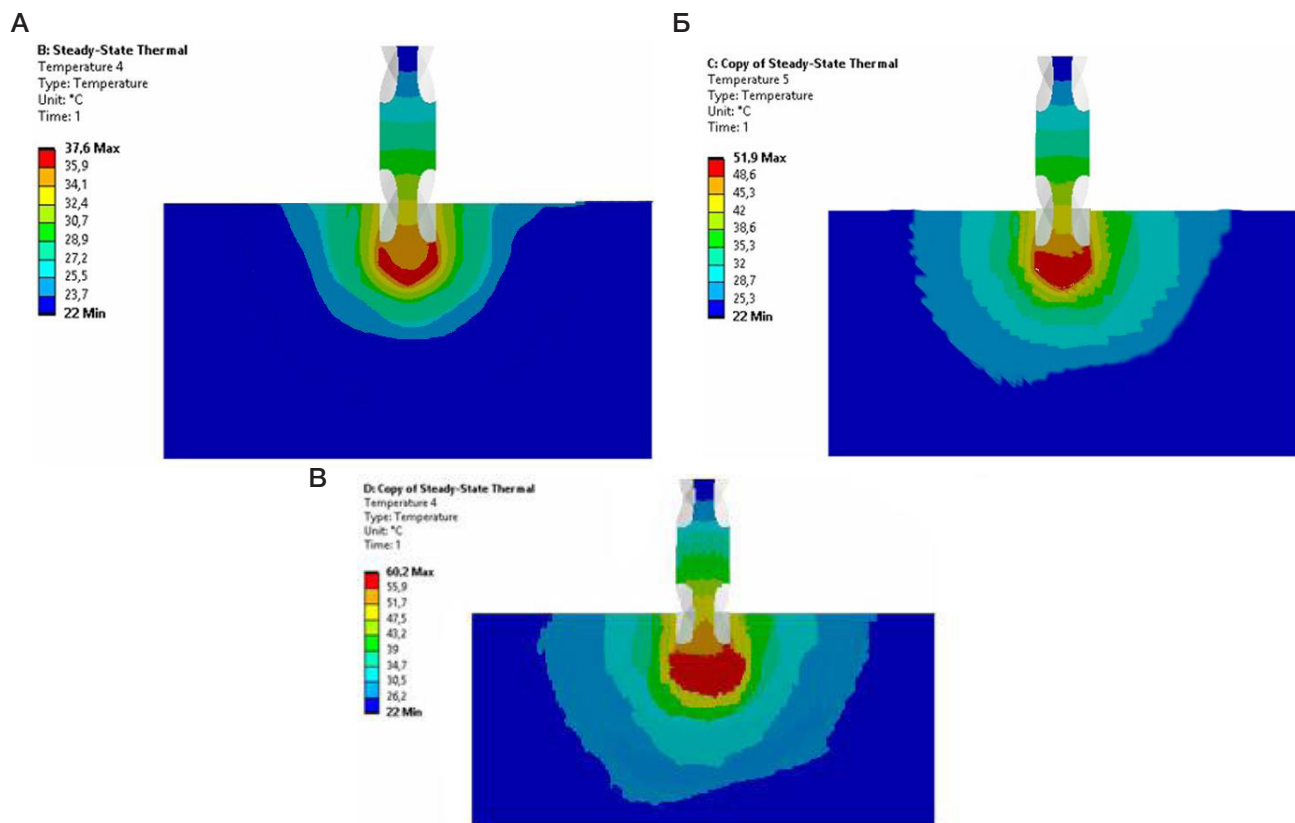 А
B: Steady-State Thermal
Temperature 4
Type: Temperature
Unit: °C
Time: 1
37,6 Max
35,9
34,1
32,4
30,7
28,9
27,2
25,5
23,7
22 Min
Б
C: Copy of Steady-State Thermal
Temperature 5
Type: Temperature
Unit: °C
Time: 1
51,9 Max
48,6
45,3
42
38,6
35,3
32
28,7
25,3
22 Min
В
D: Copy of Steady-State Thermal
Temperature 4
Type: Temperature
Unit: °C
Time: 1
60,2 Max
55,9
51,7
47,5
43,2
39
34,7
30,5
26,2
22 Min